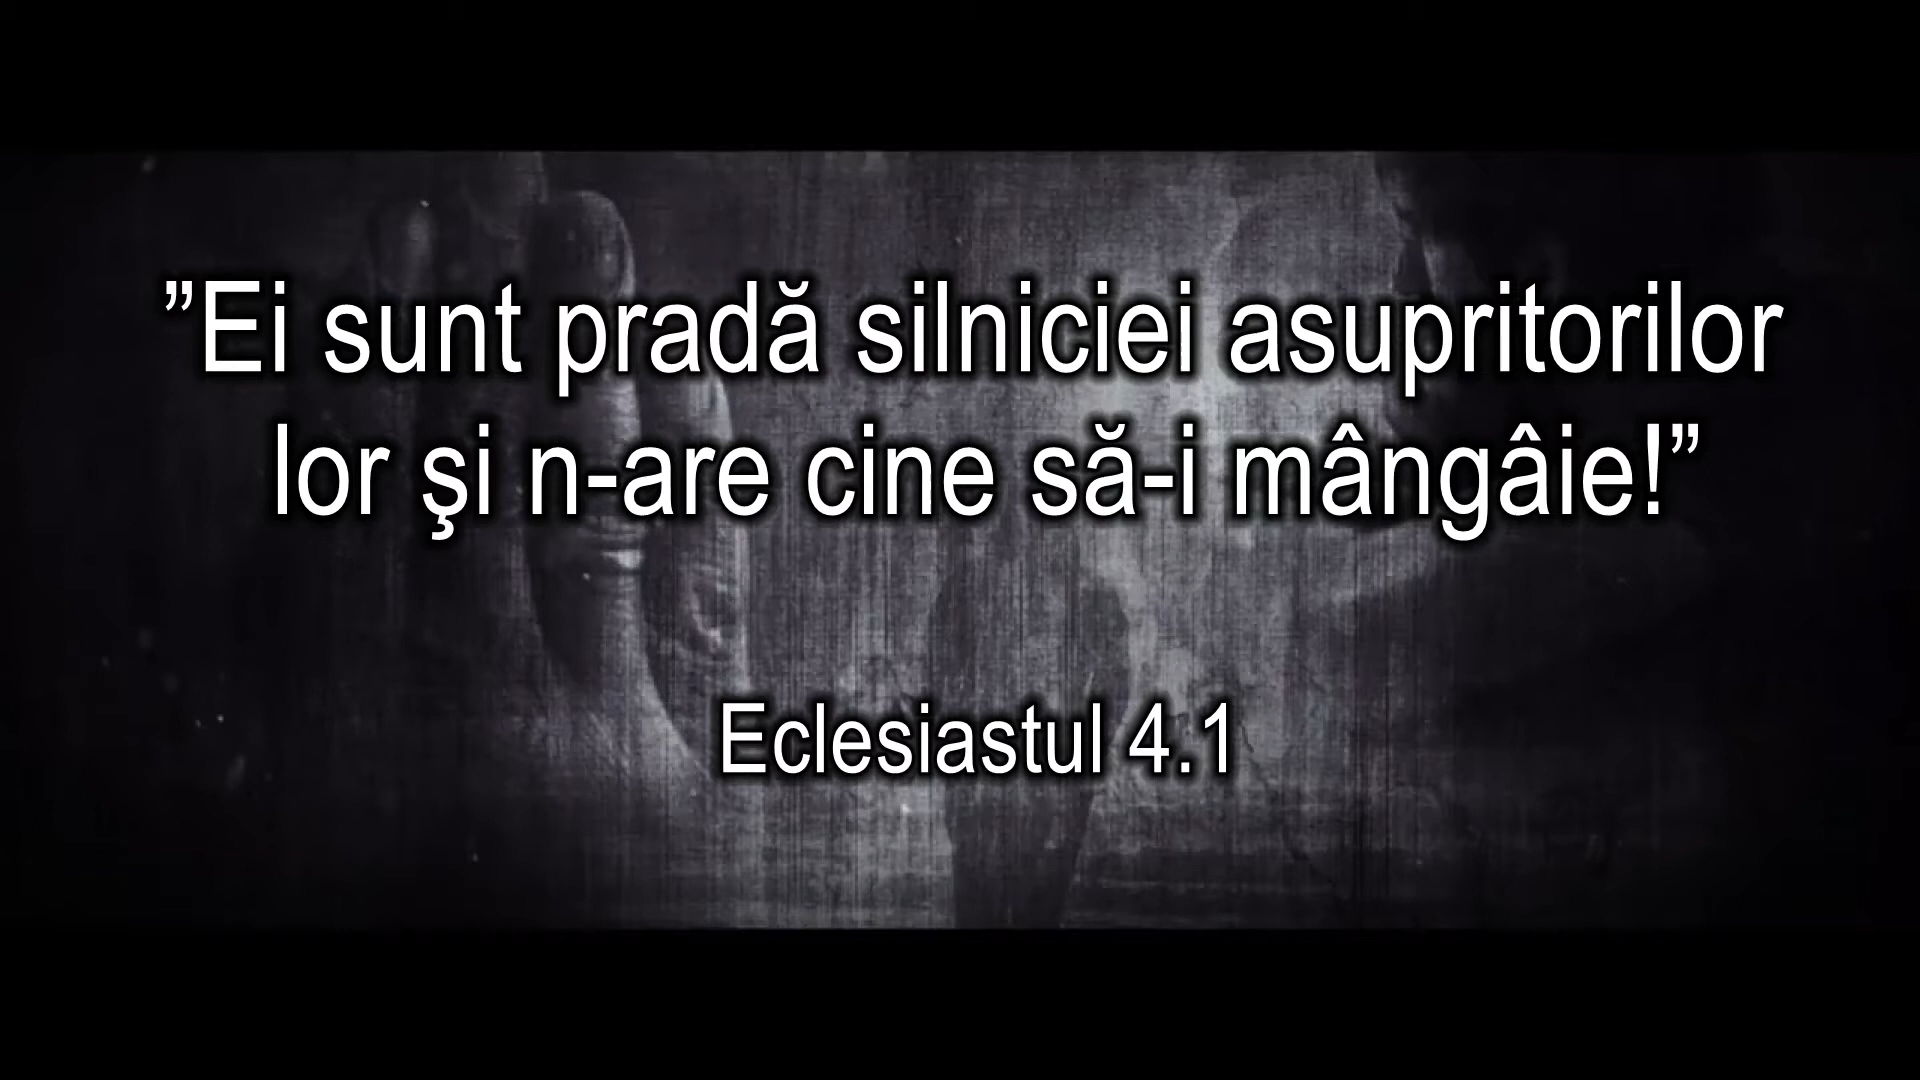 ”Ei sunt pradă silniciei asupritorilor
lor şi n-are cine să-i mângâie!”
Eclesiastul 4.1